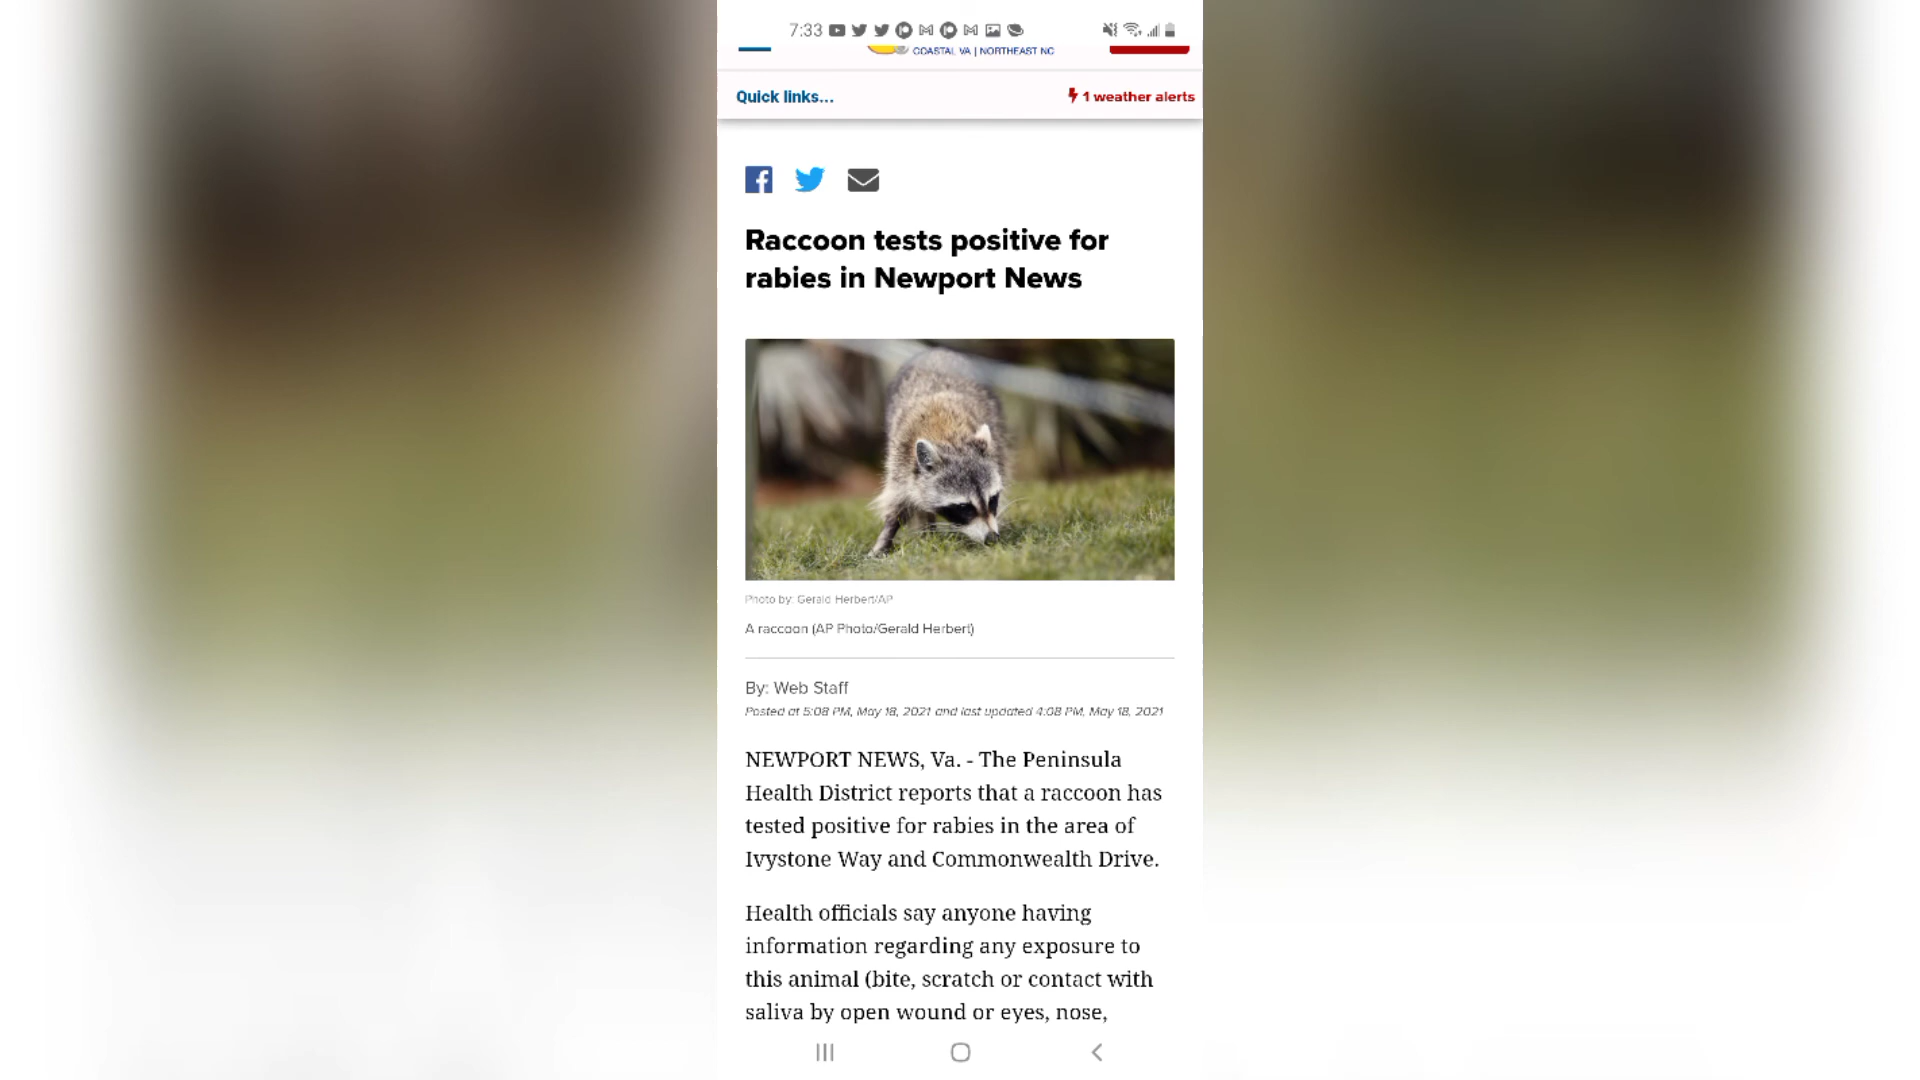 7:33
COASTAL VA | NORTHEAST NC
Quick links...
1 weather alerts
Raccoon tests positive for
rabies in Newport News
Photo by: Gerald Herbert/AP
A raccoon (AP Photo/Gerald Herbert)
By: Web Staff
Posted at 5:08 PM, May 18, 2021 and last updated 4:08 PM, May 18, 2021
NEWPORT NEWS, Va. - The Peninsula
Health District reports that a raccoon has
tested positive for rabies in the area of
Ivystone Way and Commonwealth Drive.
Health officials say anyone having
information regarding any exposure to
this animal (bite, scratch or contact with
saliva by open wound or eyes, nose,